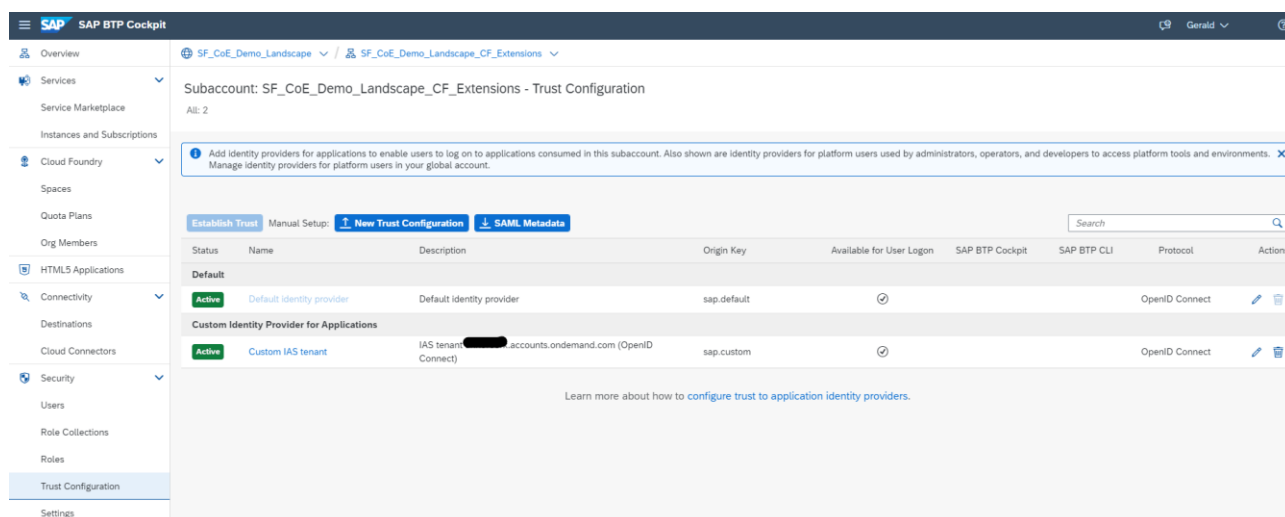 SAP SAP BTP Cockpit
Gerald
Overview
Services
Service Marketplace
Instances and Subscriptions
Cloud Foundry
Spaces
Quota Plans
Org Members
HTML5 Applications
Connectivity
Destinations
Cloud Connectors
Security
Users
Role Collections
Roles
Trust Configuration
Settings
SF_CoE_Demo_Landscape / SF_CoE_Demo_Landscape_CF_Extensions
Subaccount: SF_CoE_Demo_Landscape_CF_Extensions - Trust Configuration
All: 2
Add identity providers for applications to enable users to log on to applications consumed in this subaccount. Also shown are identity providers for platform users used by administrators, operators, and developers to access platform tools and environments.
Manage identity providers for platform users in your global account.
Establish Trust Manual Setup: New Trust Configuration SAML Metadata Search
Status Name Description Origin Key Available for User Logon SAP BTP Cockpit SAP BTP CLI Protocol Action
Default
Active Default identity provider Default identity provider sap.default OpenID Connect
Custom Identity Provider for Applications
Active Custom IAS tenant IAS tenant .accounts.ondemand.com (OpenID sap.custom OpenID Connect
Connect)
Learn more about how to configure trust to application identity providers.